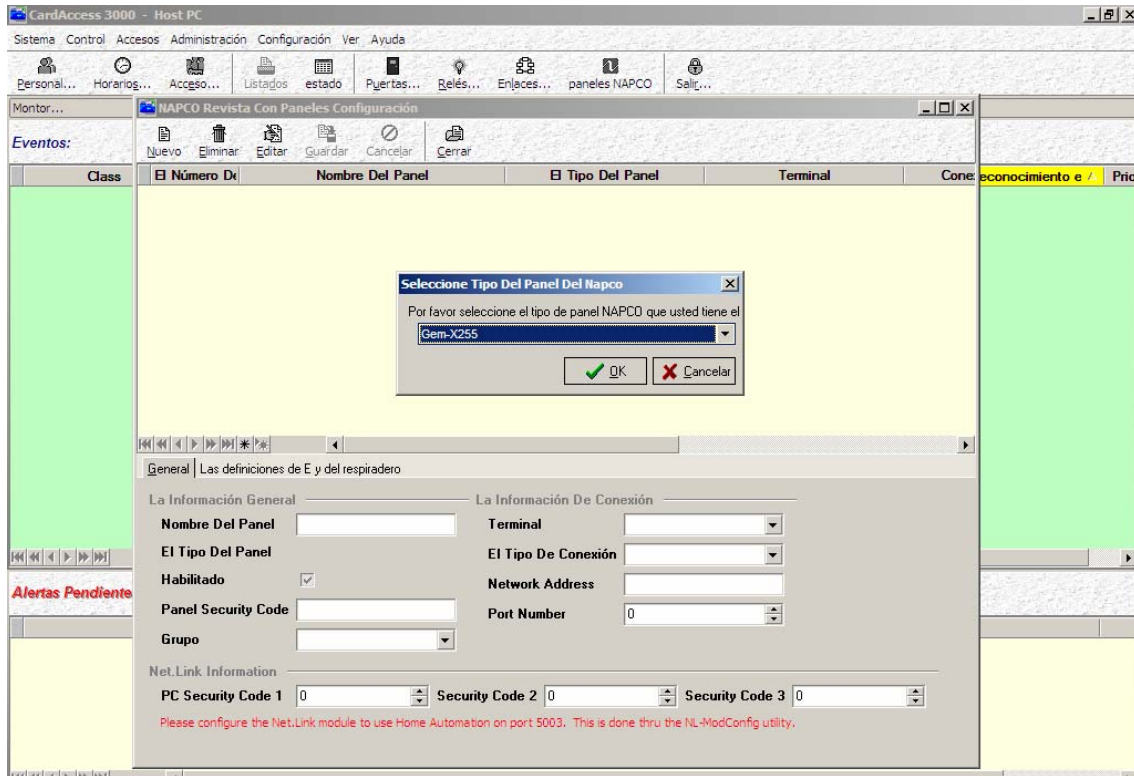 CardAccess 3000 - Host PC
Sistema Control Accesos Administración Configuración Ver Ayuda
Personal... Horarios... Acceso... Listados estado Puertas... Relés... Enlaces... paneles NAPCO Salir...
Montor...
NAPCO Revista Con Paneles Configuración
Eventos:
Nuevo Eliminar Editar Guardar Cancelar Cerrar
Class
El Número De Nombre Del Panel El Tipo Del Panel Terminal Cone
econocimiento e Prio
Seleccione Tipo Del Panel Del Napco
Por favor seleccione el tipo de panel NAPCO que usted tiene el
Gem-X255
OK Cancelar
General Las definiciones de E y del respiradero
La Información General La Información De Conexión
Nombre Del Panel Terminal
El Tipo Del Panel El Tipo De Conexión
Habilitado Network Address
Alertas Pendiente
Panel Security Code Port Number 0
Grupo
Net.Link Information
PC Security Code 1 0 Security Code 2 0 Security Code 3 0
Please configure the Net.Link module to use Home Automation on port 5003. This is done thru the NL-ModConfig utility.